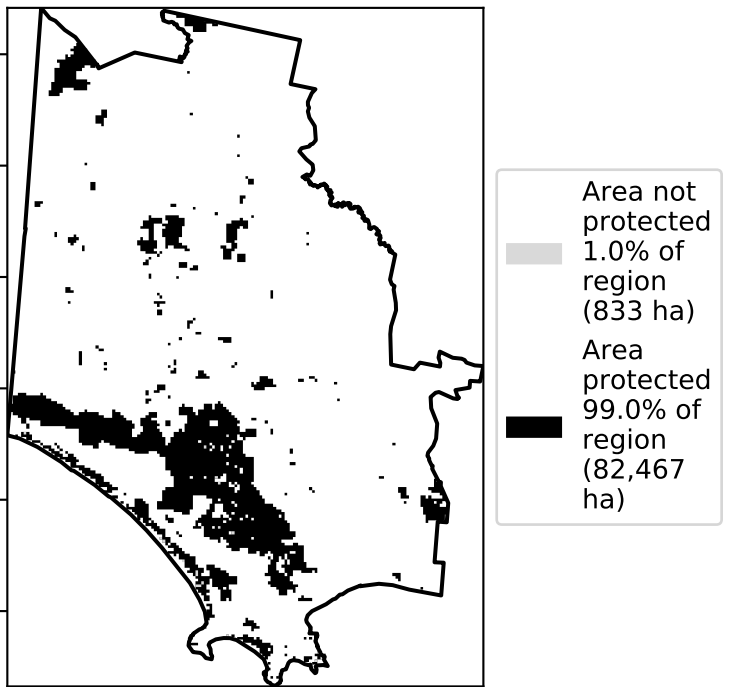 Area not
protected
1.0% of
region
(833 ha)
Area
protected
99.0% of
region
(82,467
ha)